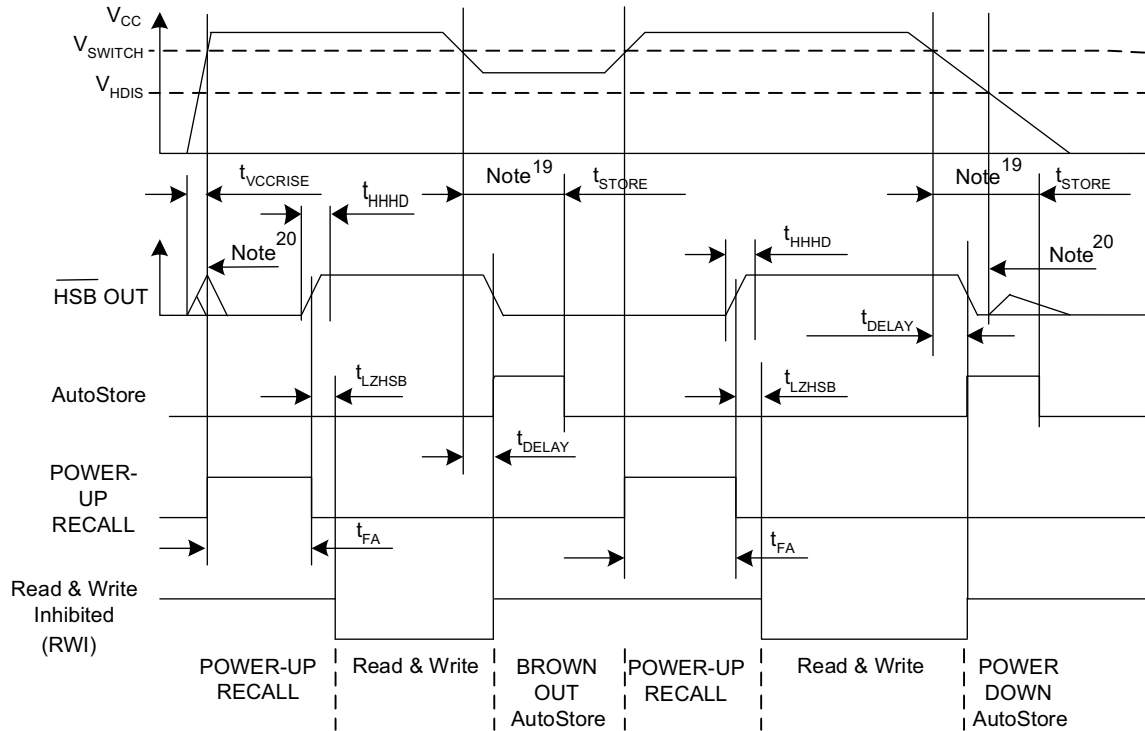 V_CC
V_SWITCH
V_HDIS
t_VCCRISE
Note^19
t_STORE
Note^19
t_STORE
t_HHHD
t_HHHD
Note^20
Note^20
HSB OUT
t_DELAY
t_LZHSB
t_LZHSB
AutoStore
t_DELAY
POWER-
UP
RECALL
t_FA
t_FA
Read & Write
Inhibited
(RWI)
POWER-UP
RECALL
Read & Write
BROWN
OUT
AutoStore
POWER-UP
RECALL
Read & Write
POWER
DOWN
AutoStore